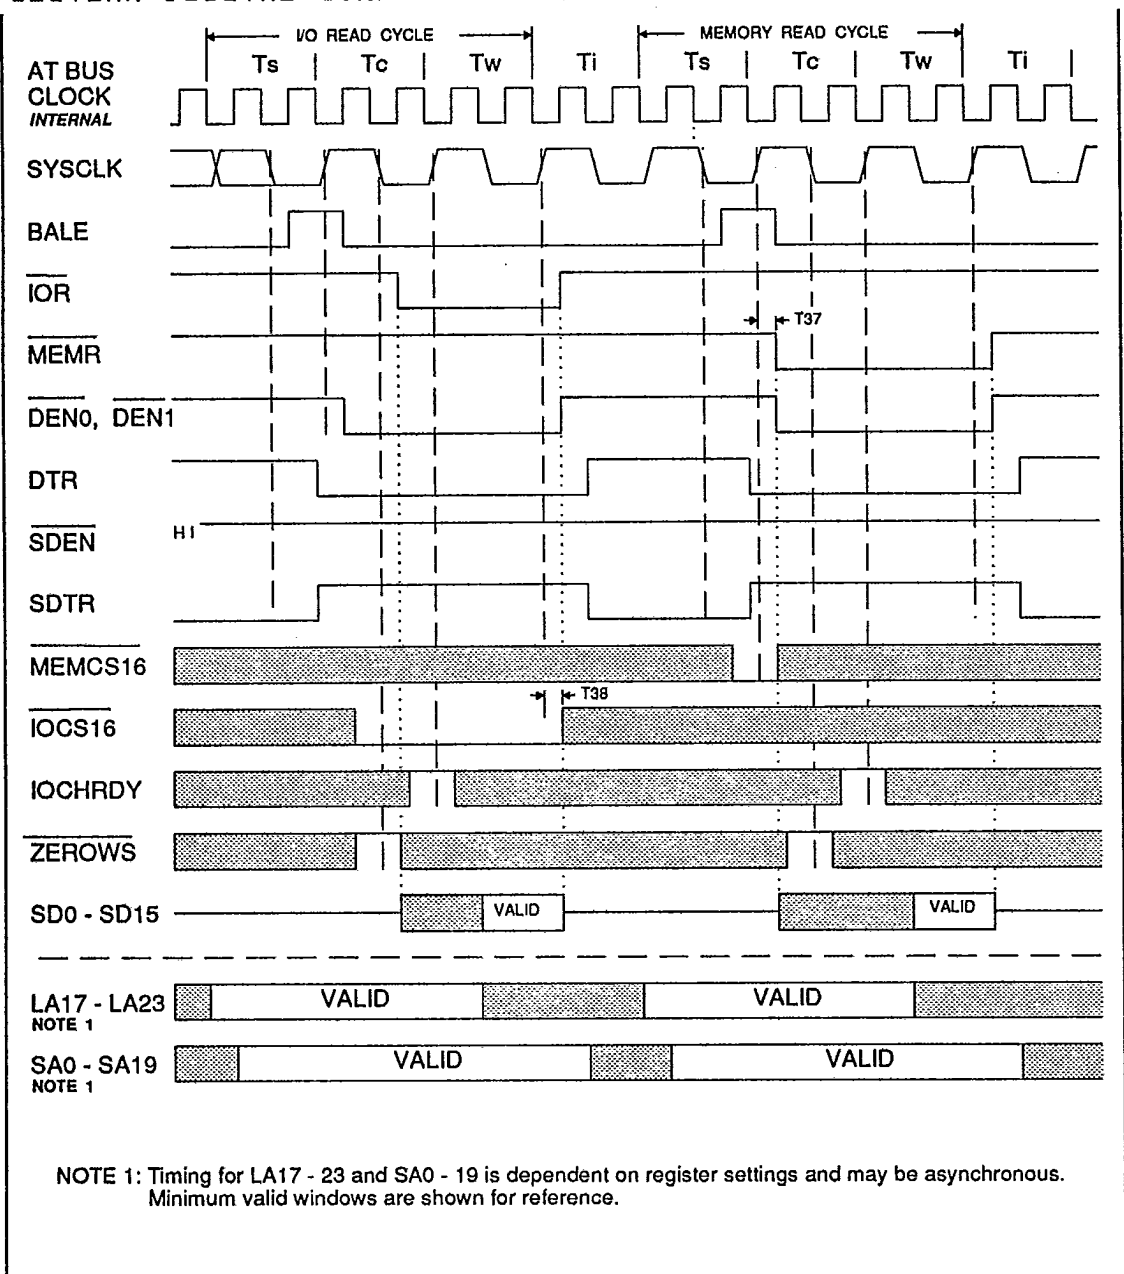 I/O READ CYCLE MEMORY READ CYCLE
Ts Tc Tw Ti Ts Tc Tw Ti
AT BUS
CLOCK
INTERNAL
SYSCLK
BALE
IOR
T37
MEMR
DEN0, DEN1
DTR
HI
SDEN
SDTR
MEMCS16
T38
IOCS16
IOCHRDY
ZEROWS
SD0 - SD15 VALID VALID
LA17 - LA23 VALID VALID
NOTE 1
SA0 - SA19 VALID VALID
NOTE 1
NOTE 1: Timing for LA17 - 23 and SA0 - 19 is dependent on register settings and may be asynchronous.
Minimum valid windows are shown for reference.